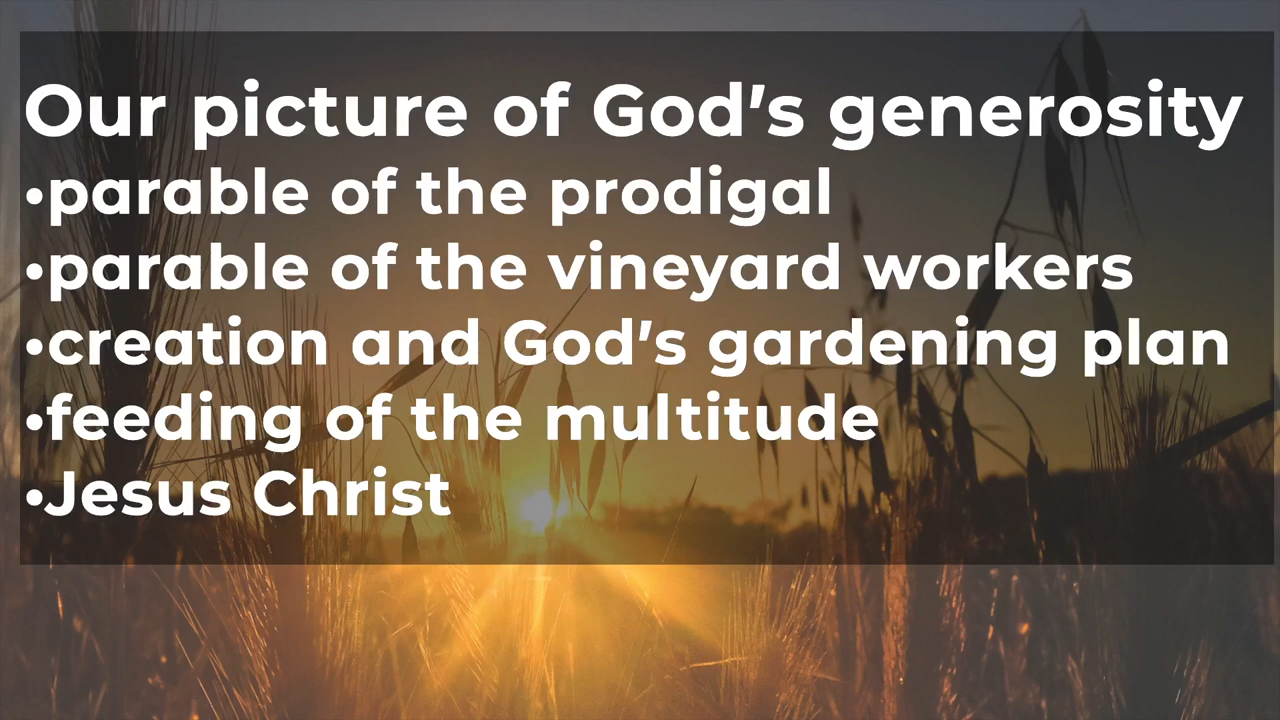 Our picture of God's generosity
•parable of the prodigal
•parable of the vineyard workers
•creation and God's gardening plan
•feeding of the multitude
•Jesus Christ